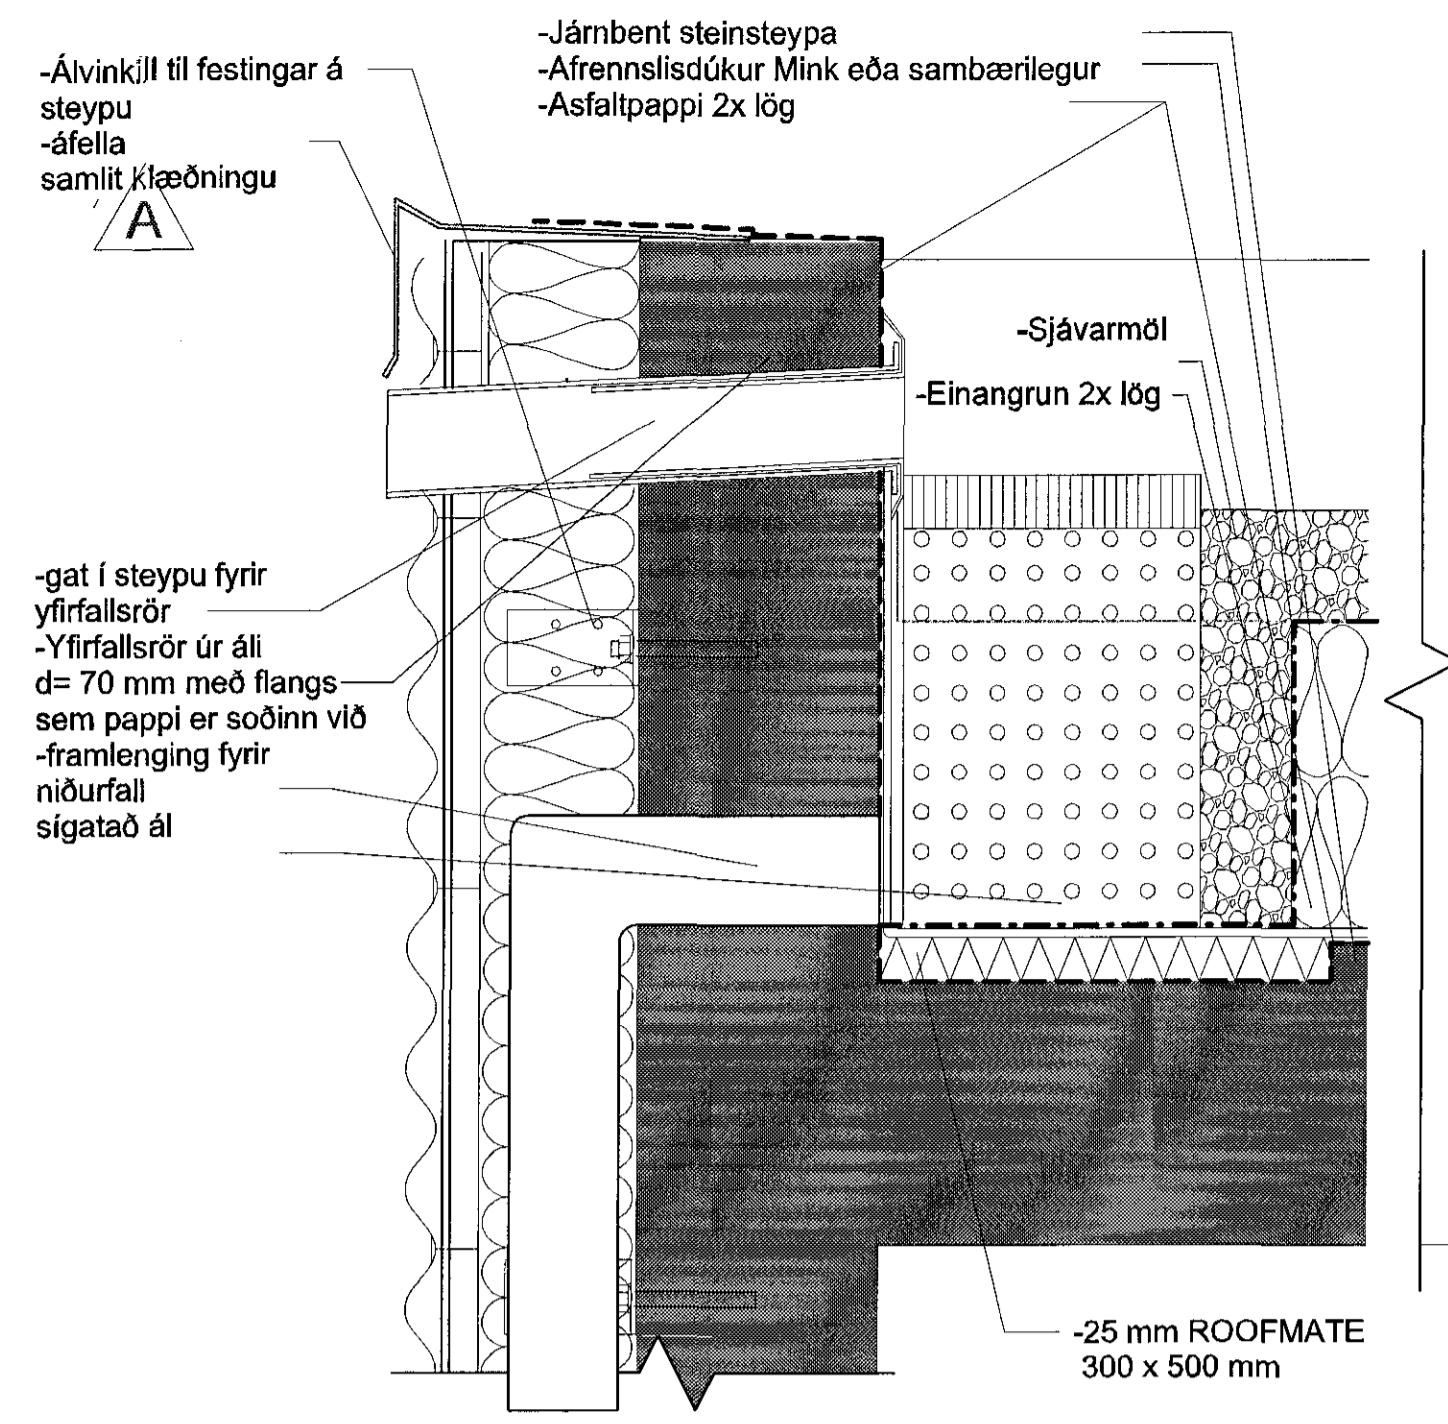 -Járnbent steinsteypa
-Afrennslisdúkur Mink eða sambærilegur
-Asfaltpappi 2x lög
-Álvinkill til festingar á
steypu
-áfella
samlit klæðningu
A
-Sjávarmöl
-Einangrun 2x lög
-gat í steypu fyrir
yfirfallsrör
-Yfirfallsrör úr áli
d= 70 mm með flangs
sem pappi er soðinn við
-framlenging fyrir
niðurfall
sígatað ál
-25 mm ROOFMATE
300 x 500 mm